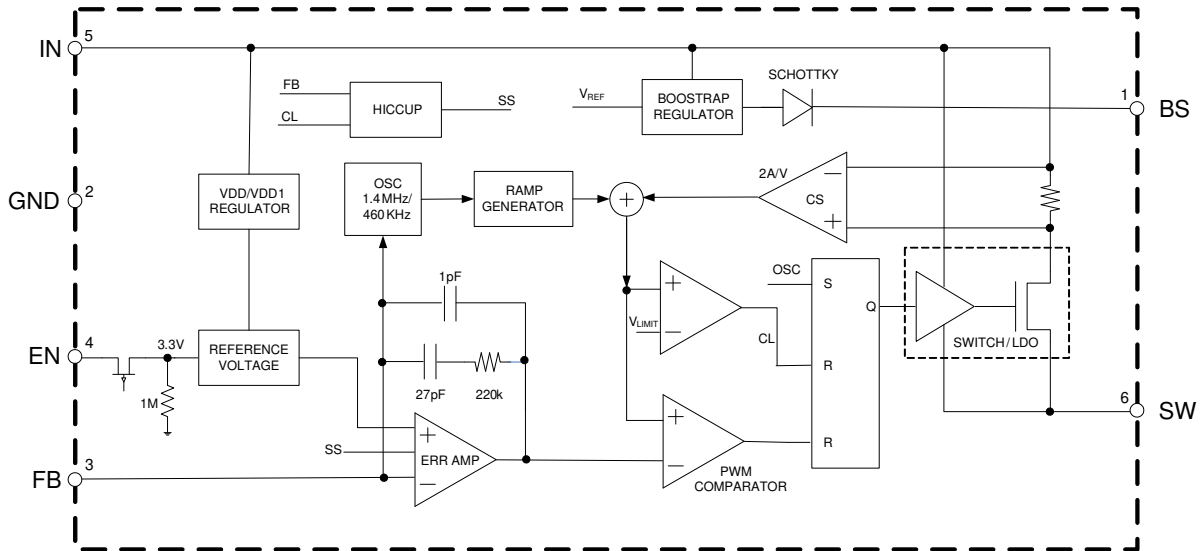 IN
5
FB
CL
HICCUP
SS
V_REF
BOOSTRAP
REGULATOR
SCHOTTKY
1
BS
GND
2
VDD/VDD1
REGULATOR
OSC
1.4MHz/
460KHz
RAMP
GENERATOR
+
2A/V
CS
−
+
1pF
27pF
220k
+
−
V_LIMIT
CL
OSC
S
R
R
Q
SWITCH/LDO
EN
4
3.3V
1M
REFERENCE
VOLTAGE
SS
+
−
ERR AMP
+
−
PWM
COMPARATOR
6
SW
FB
3